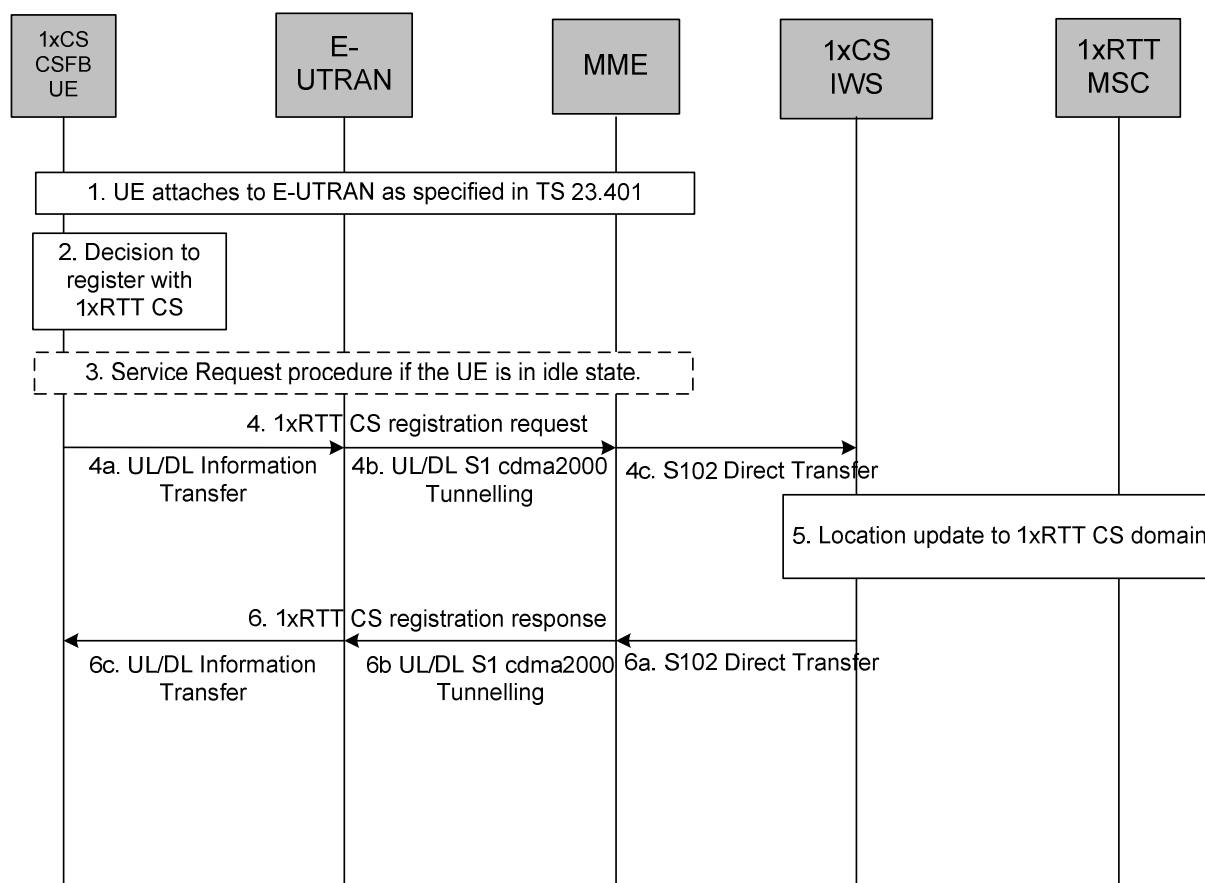 1xCS
CSFB
UE
E-
UTRAN
MME
1xCS
IWS
1xRTT
MSC
1. UE attaches to E-UTRAN as specified in TS 23.401
2. Decision to
register with
1xRTT CS
3. Service Request procedure if the UE is in idle state.
4. 1xRTT CS registration request
4a. UL/DL Information
Transfer
4b. UL/DL S1 cdma2000
Tunnelling
4c. S102 Direct Transfer
5. Location update to 1xRTT CS domain
6. 1xRTT CS registration response
6c. UL/DL Information
Transfer
6b UL/DL S1 cdma2000
Tunnelling
6a. S102 Direct Transfer